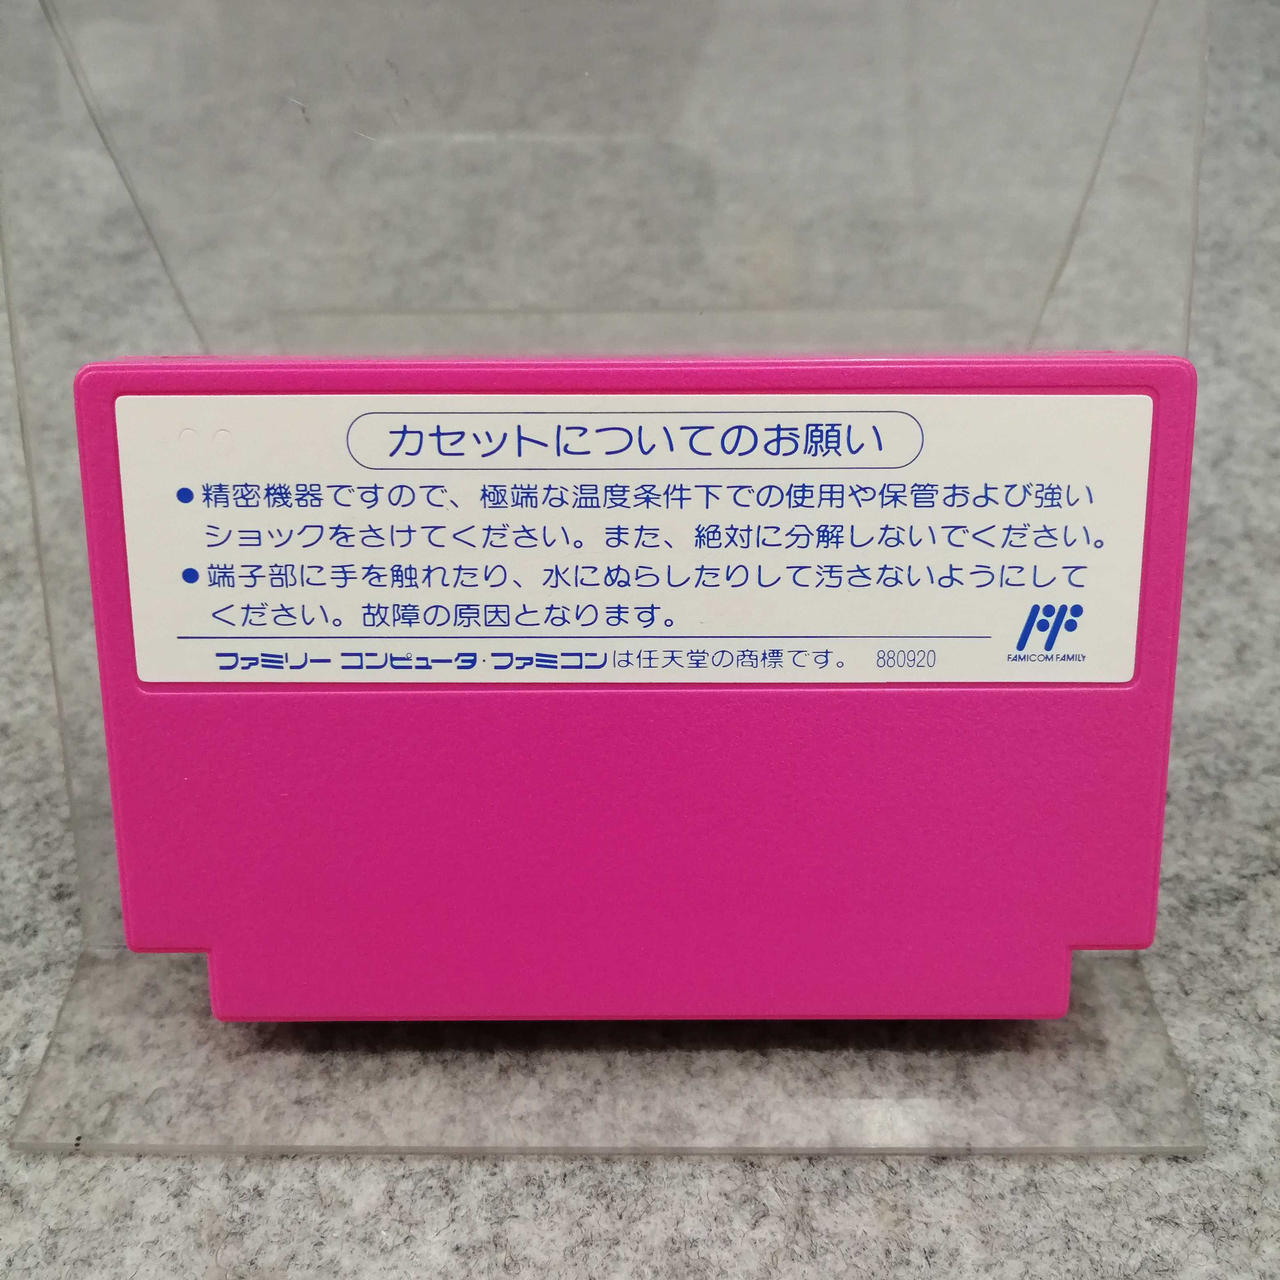 カセットについてのお願い
●精密機器ですので、極端な温度条件下での使用や保管および強い
ショックをさけてください。また、絶対に分解しないでください。
●端子部に手を触れたり、水にぬらしたりして汚さないようにして
ください。故障の原因となります。
ファミリー コンピュータ・ファミコンは任天堂の商標です。 880920
FAMICOM FAMILY